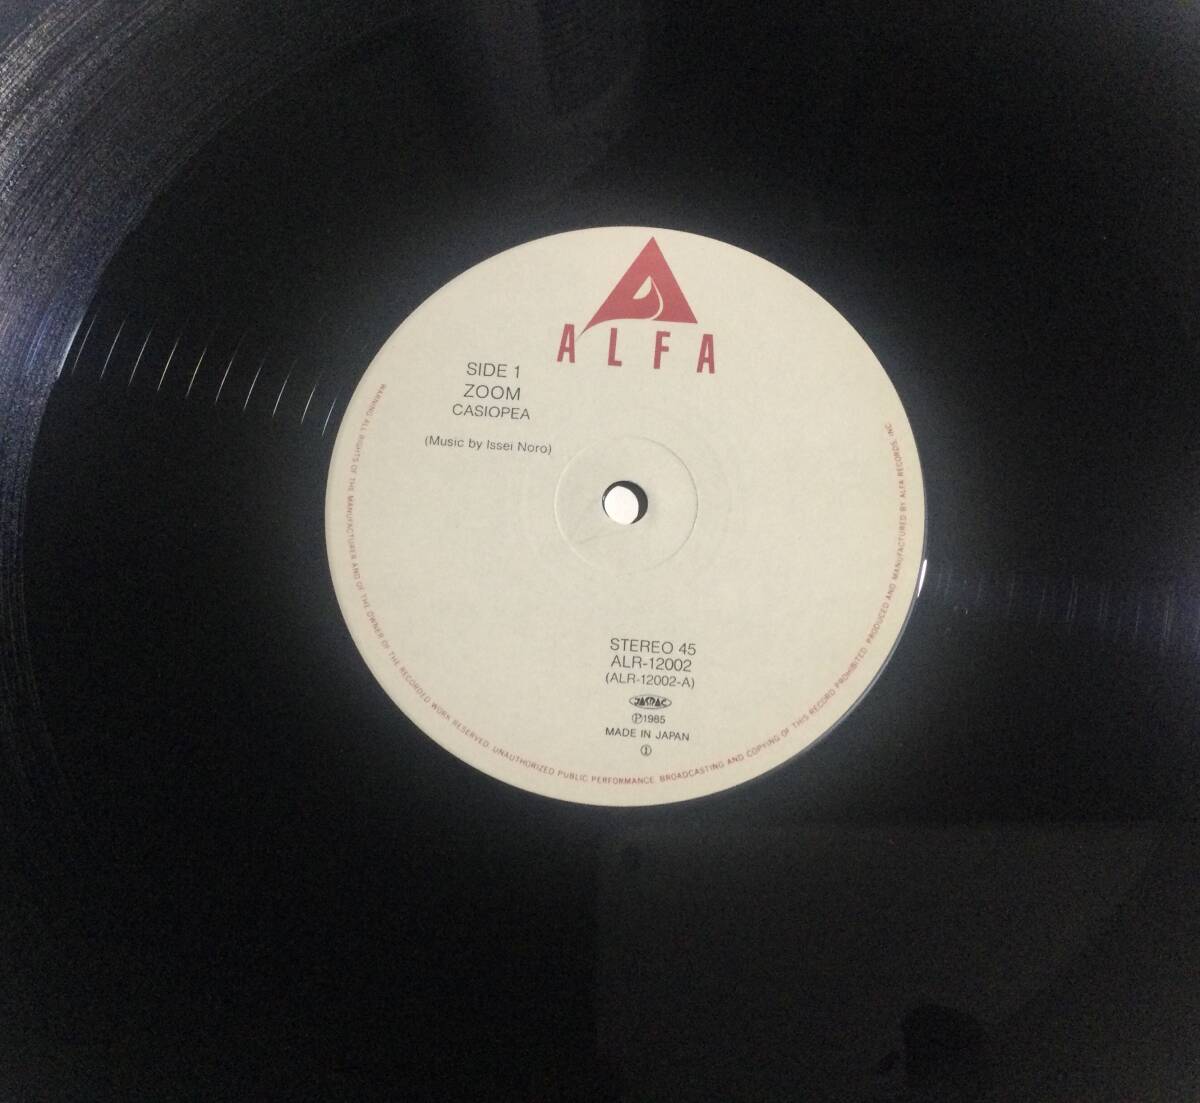 ALFA
SIDE 1
ZOOM
CASIOPEA
(Music by Issei Noro)
STEREO 45
ALR-12002
(ALR-12002-A)
JASRAC
Ⓟ1985
MADE IN JAPAN
Ⓘ
WARNING: ALL RIGHTS OF THE MANUFACTURER AND OF THE OWNER OF THE RECORDED WORK RESERVED. UNAUTHORIZED PUBLIC PERFORMANCE. BROADCASTING AND COPYING OF THIS RECORD PROHIBITED. PRODUCED AND MANUFACTURED BY ALFA RECORDS, INC.